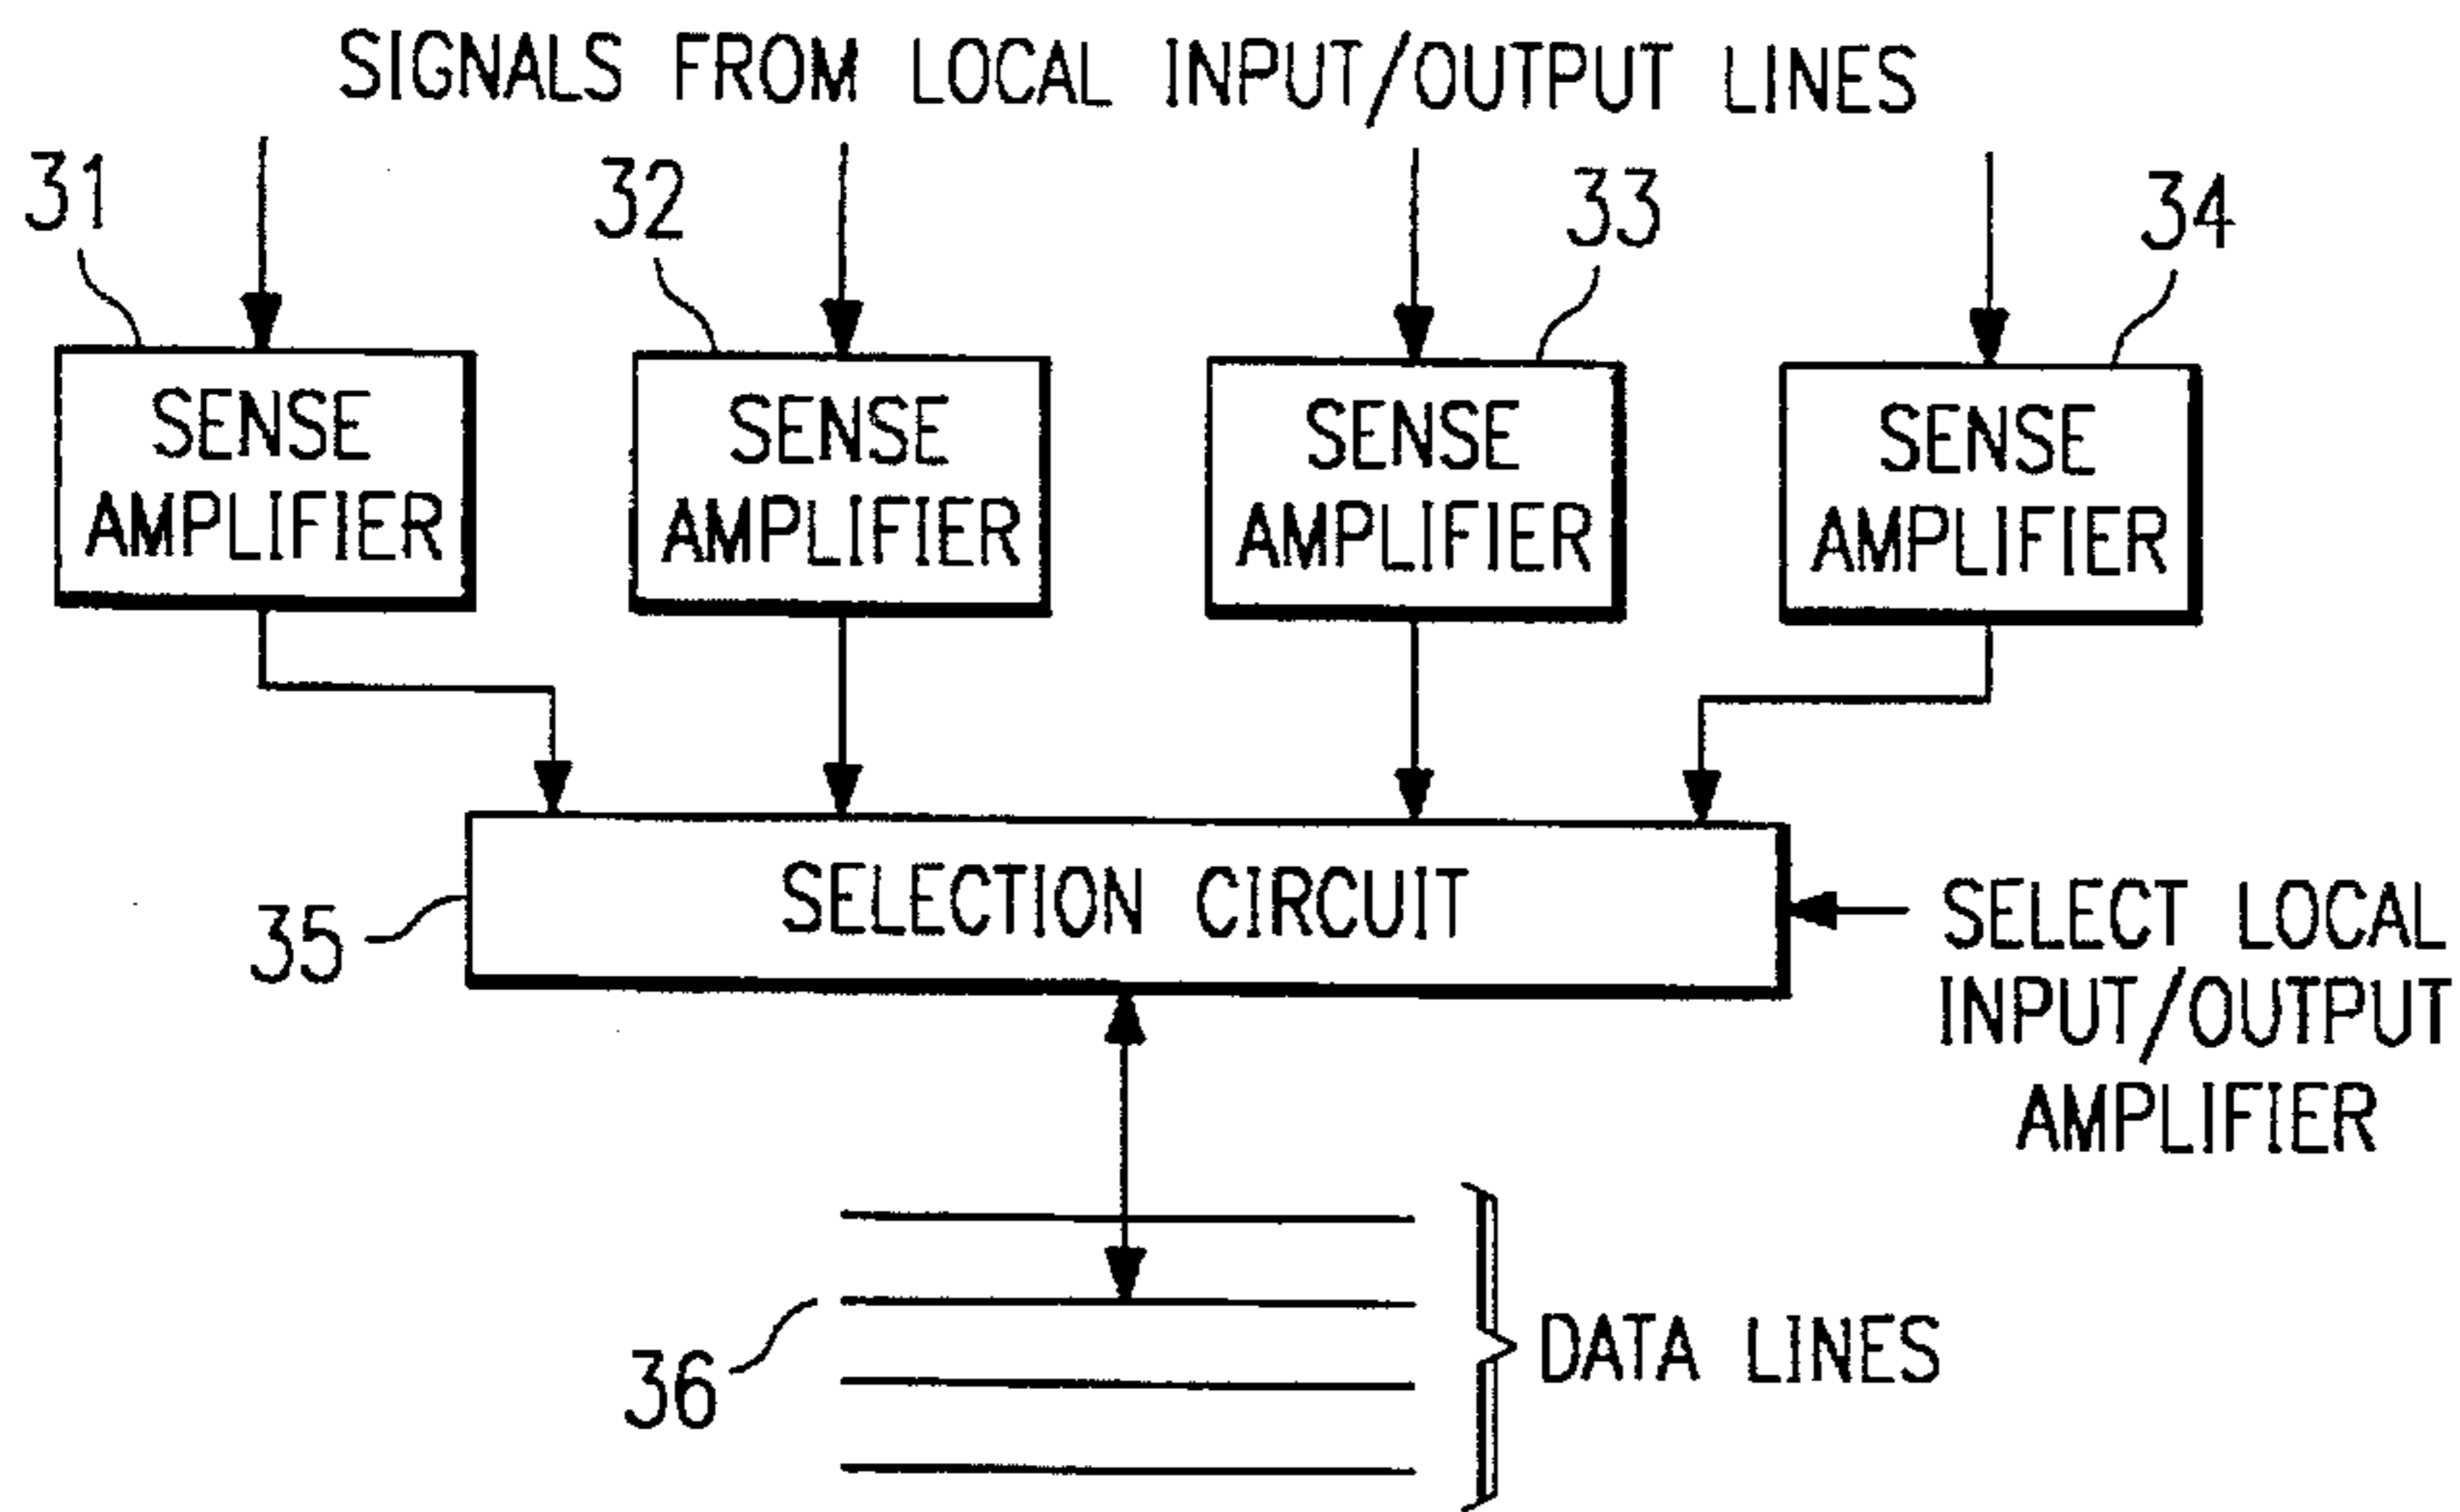 SIGNALS FROM LOCAL INPUT/OUTPUT LINES
31
32
33
34
SENSE
AMPLIFIER
SENSE
AMPLIFIER
SENSE
AMPLIFIER
SENSE
AMPLIFIER
SELECTION CIRCUIT
35
SELECT LOCAL
INPUT/OUTPUT
AMPLIFIER
36
DATA LINES